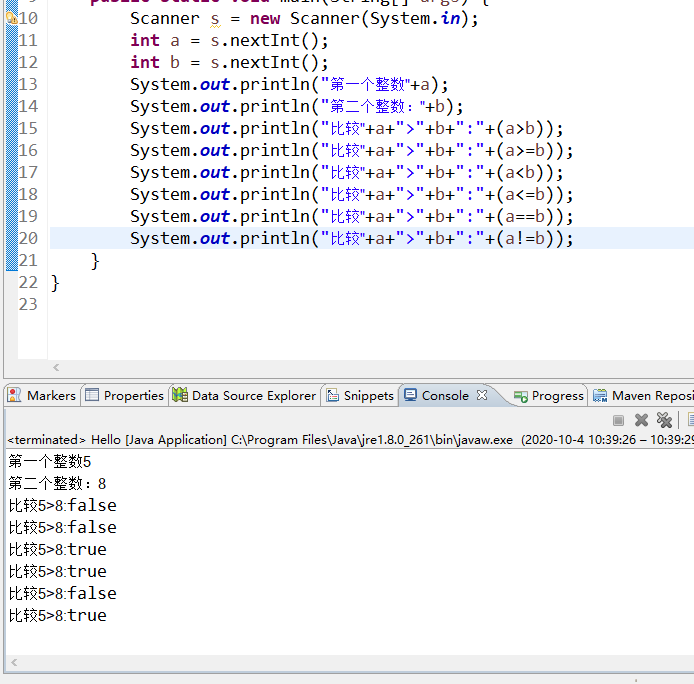 public static void main(String[] args) {
10 Scanner s = new Scanner(System.in);
11 int a = s.nextInt();
12 int b = s.nextInt();
13 System.out.println("第一个整数"+a);
14 System.out.println("第二个整数："+b);
15 System.out.println("比较"+a+">"+b+":"+(a>b));
16 System.out.println("比较"+a+">"+b+":"+(a>=b));
17 System.out.println("比较"+a+">"+b+":"+(a<b));
18 System.out.println("比较"+a+">"+b+":"+(a<=b));
19 System.out.println("比较"+a+">"+b+":"+(a==b));
20 System.out.println("比较"+a+">"+b+":"+(a!=b));
21 }
22 }
23
Markers Properties Data Source Explorer Snippets Console Progress Maven Reposi
<terminated> Hello [Java Application] C:\Program Files\Java\jre1.8.0_261\bin\javaw.exe (2020-10-4 10:39:26 – 10:39:29
第一个整数5
第二个整数：8
比较5>8:false
比较5>8:false
比较5>8:true
比较5>8:true
比较5>8:false
比较5>8:true